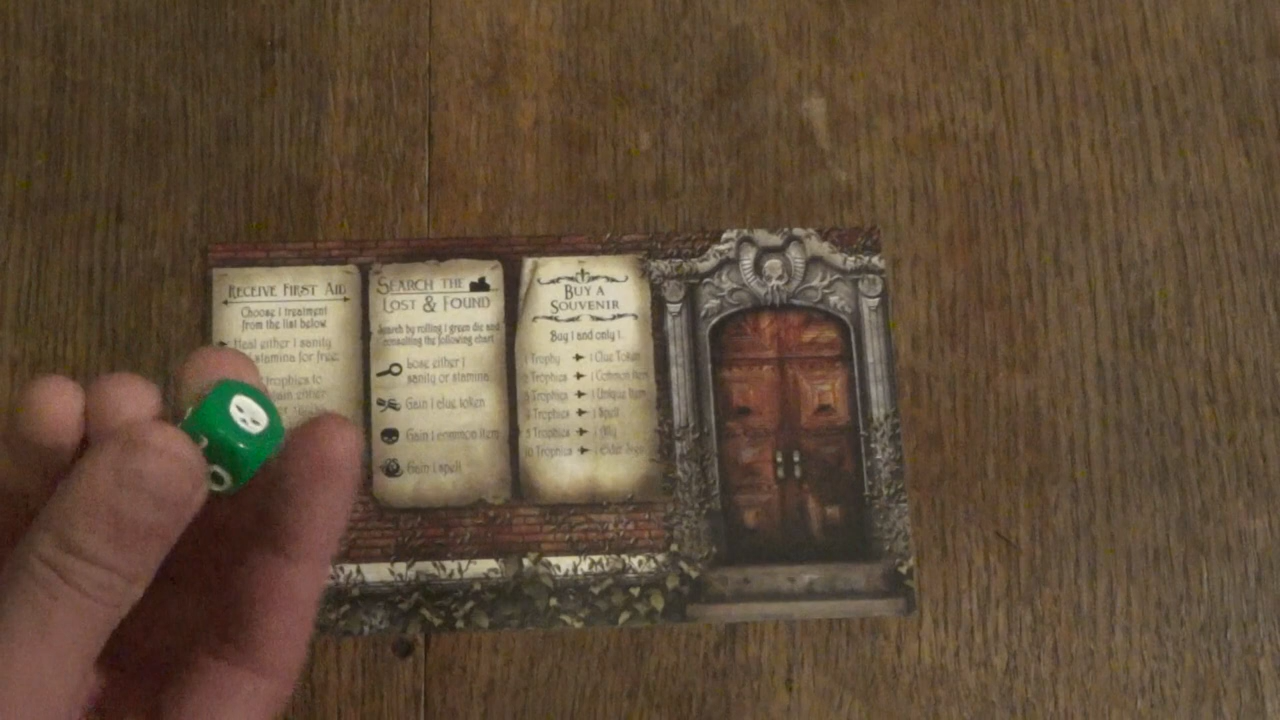 RECEIVE FIRST AID
Choose 1 treatment
from the list below
Heal either 1 sanity
stamina for free.
trophies to
either
SEARCH THE
LOST & FOUND
Search by rolling 1 green die and
consulting the following chart
Lose either 1
sanity or stamina
Gain 1 clue token
Gain 1 common item
Gain 1 spell
BUY A
SOUVENIR
Buy 1 and only 1.
1 Trophy 1 Clue Token
Trophies 1 Common Item
Trophies 1 Unique Item
Trophies 1 Spell
Trophies 1 Ally
10 Trophies 1 Elder Sign